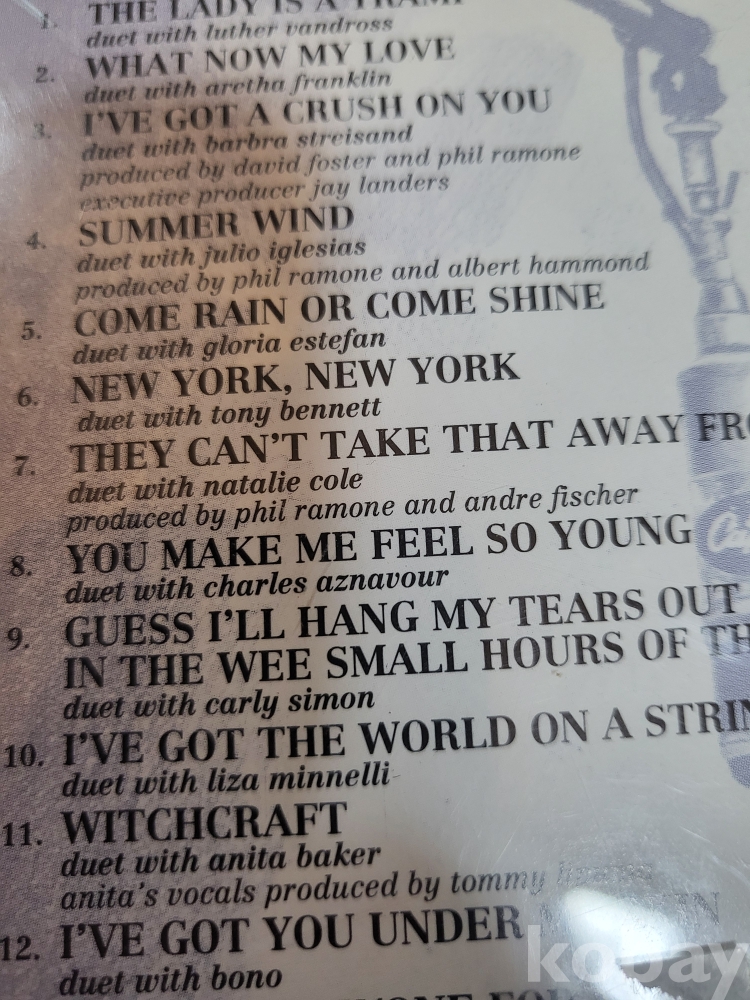 1. THE LADY IS A TRAMP
duet with luther vandross
2. WHAT NOW MY LOVE
duet with aretha franklin
3. I'VE GOT A CRUSH ON YOU
duet with barbra streisand
produced by david foster and phil ramone
executive producer jay landers
4. SUMMER WIND
duet with julio iglesias
produced by phil ramone and albert hammond
5. COME RAIN OR COME SHINE
duet with gloria estefan
6. NEW YORK, NEW YORK
duet with tony bennett
7. THEY CAN'T TAKE THAT AWAY FRO
duet with natalie cole
produced by phil ramone and andre fischer
8. YOU MAKE ME FEEL SO YOUNG
duet with charles aznavour
9. GUESS I'LL HANG MY TEARS OUT
IN THE WEE SMALL HOURS OF TH
duet with carly simon
10. I'VE GOT THE WORLD ON A STRIN
duet with liza minnelli
11. WITCHCRAFT
duet with anita baker
anita's vocals produced by tommy
12. I'VE GOT YOU UNDER
duet with bono
kobay